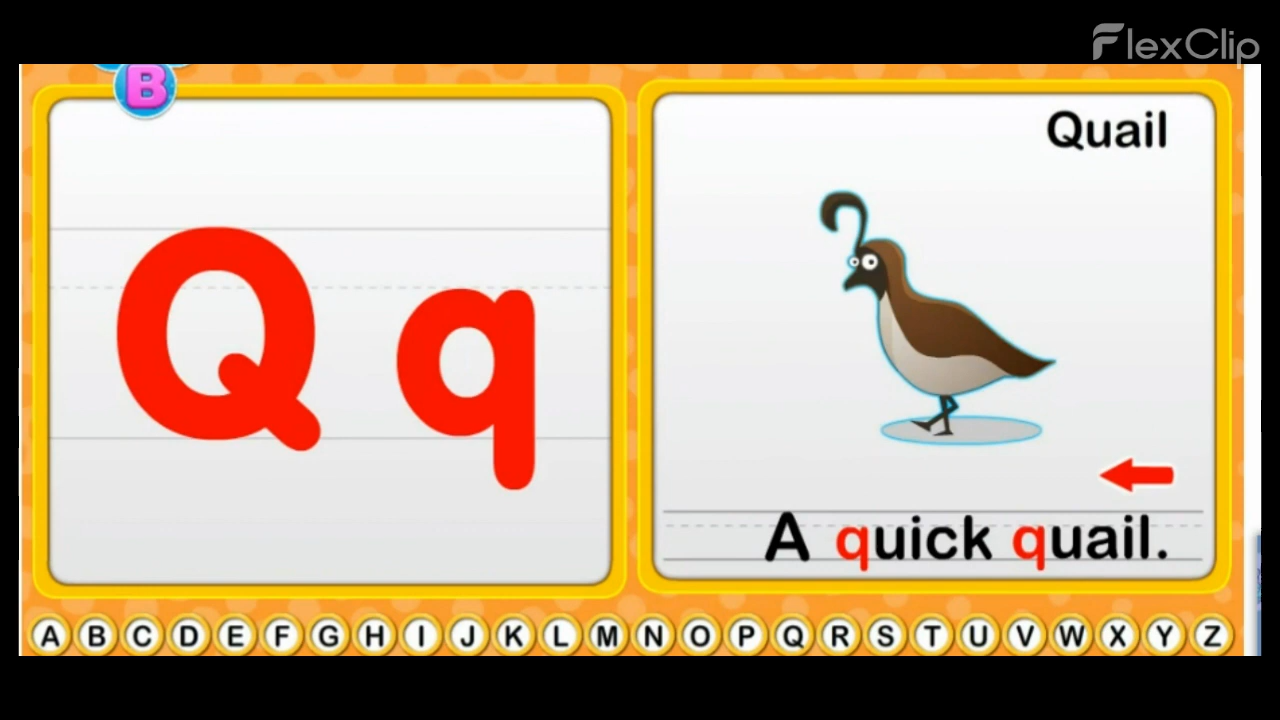 FlexClip
B
Q q
Quail
A quick quail.
A B C D E F G H I J K L M N O P Q R S T U V W X Y Z